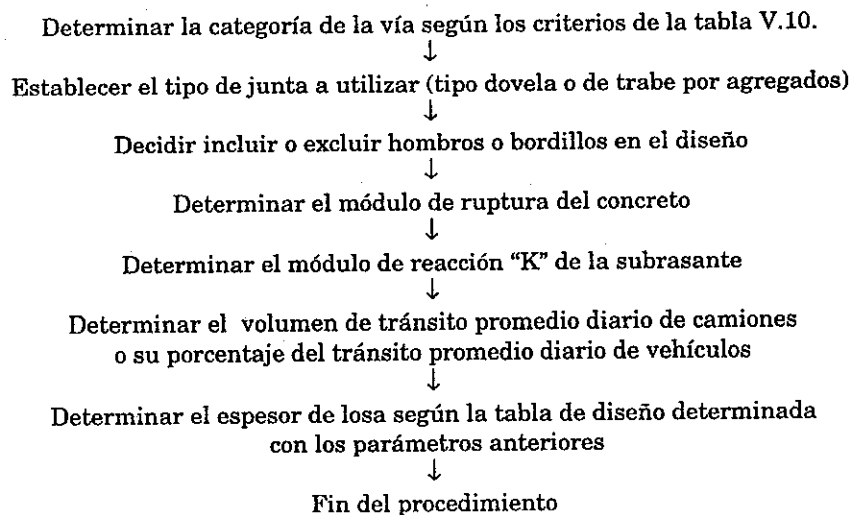 Determinar la categoría de la vía según los criterios de la tabla V.10.
↓
Establecer el tipo de junta a utilizar (tipo dovela o de trabe por agregados)
↓
Decidir incluir o excluir hombros o bordillos en el diseño
↓
Determinar el módulo de ruptura del concreto
↓
Determinar el módulo de reacción “K” de la subrasante
↓
Determinar el volumen de tránsito promedio diario de camiones
o su porcentaje del tránsito promedio diario de vehículos
↓
Determinar el espesor de losa según la tabla de diseño determinada
con los parámetros anteriores
↓
Fin del procedimiento